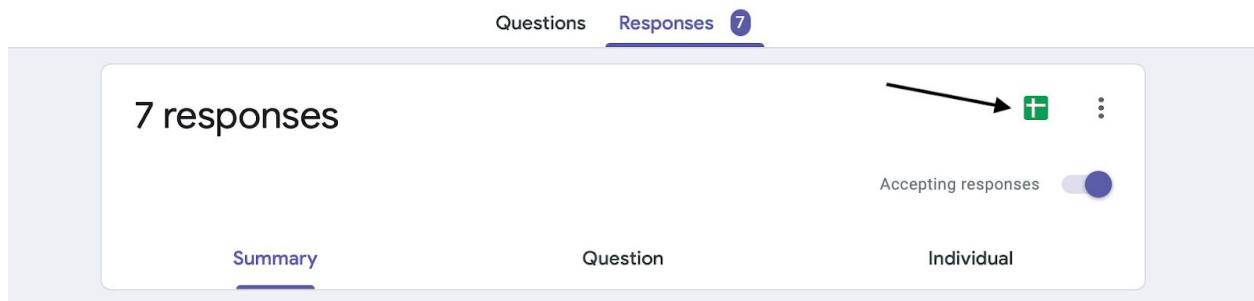 Questions Responses 7
7 responses
Accepting responses
Summary Question Individual